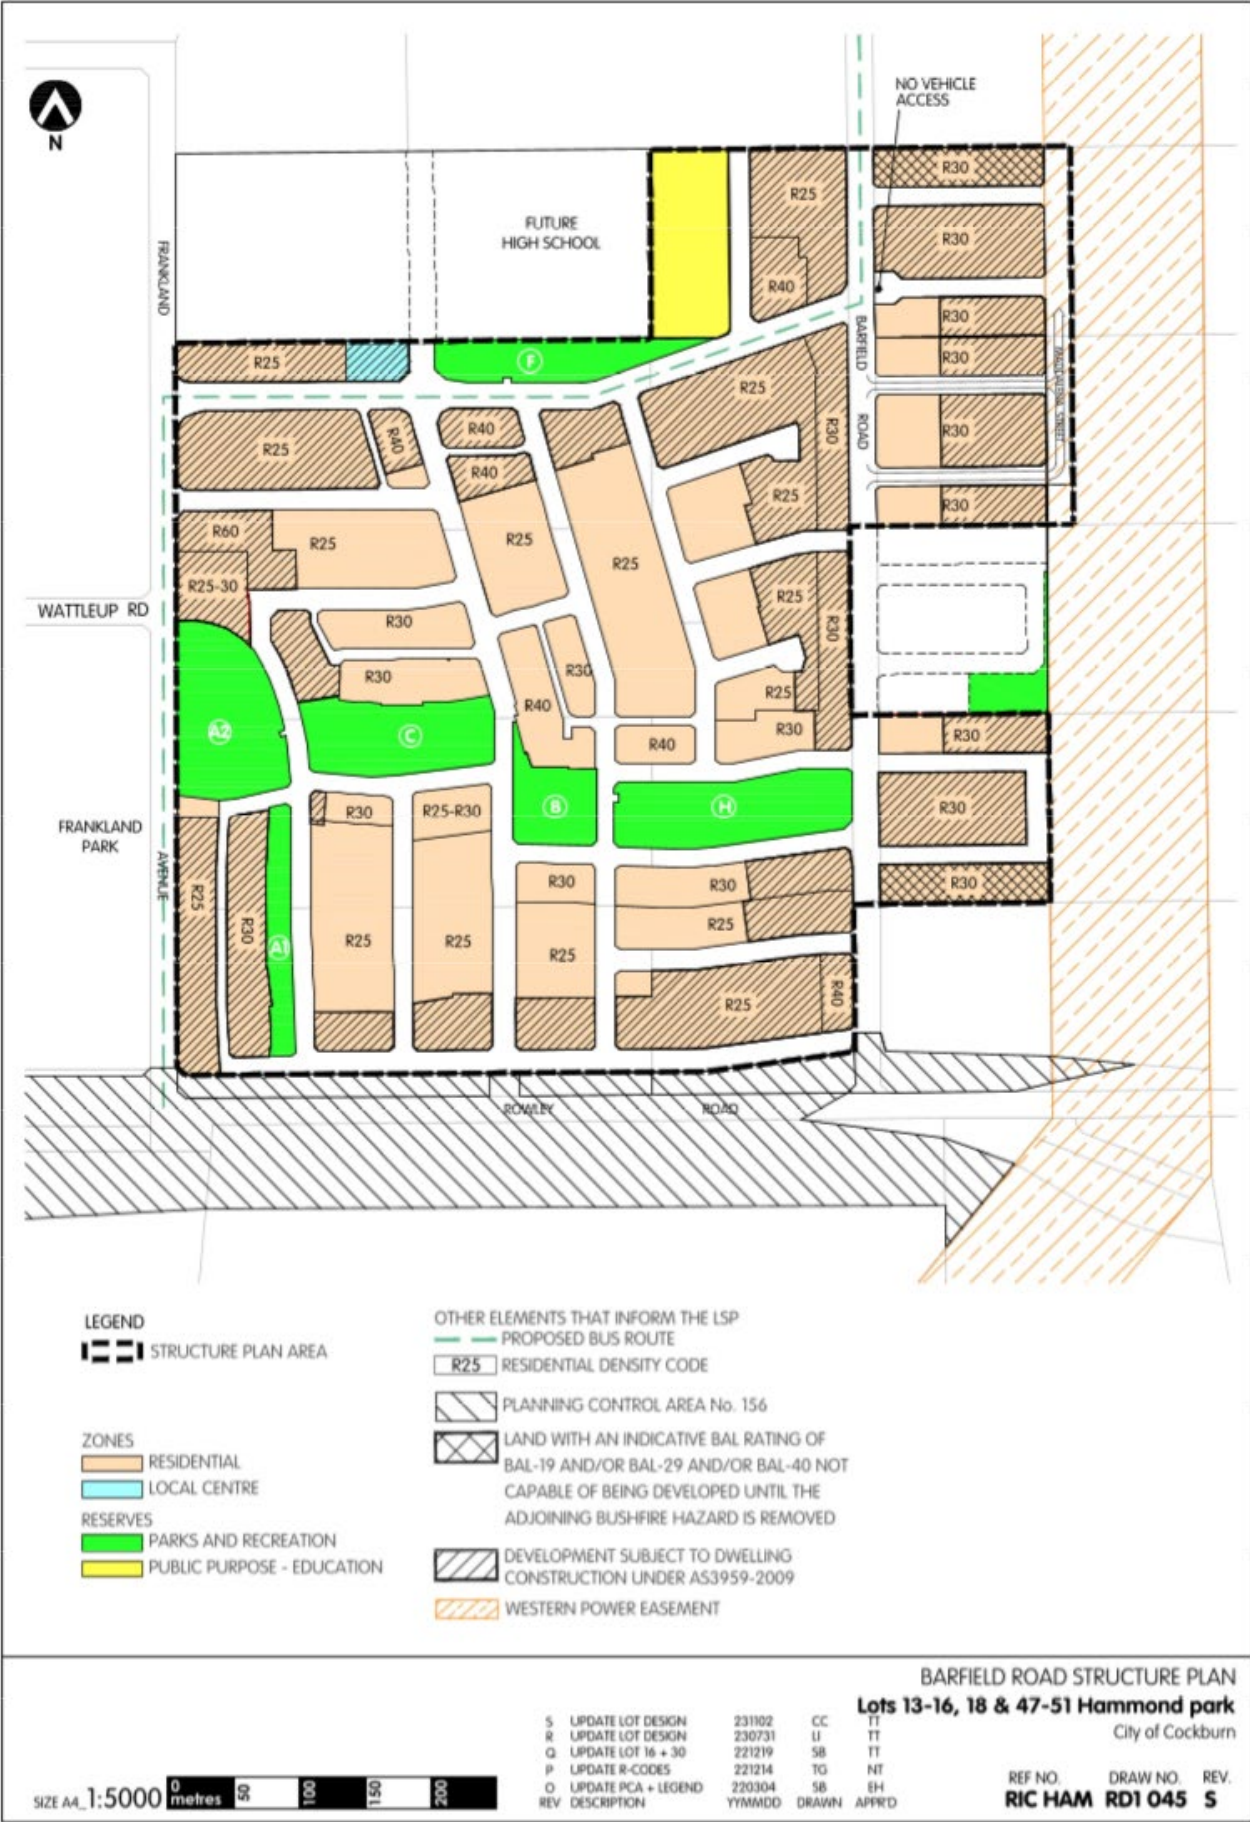 NO VEHICLE
ACCESS
N
R30
R25
FUTURE
HIGH SCHOOL
R30
FRANKLAND
R40
R30
BARFIELD
R25
F
R30
R25
R40
R40
R30
ROAD
R30
R25
R40
R25
R30
R60
R25
R25
R25
R25-30
R25
WATTLEUP RD
R30
R30
R30
R30
R25
R40
A2
C
R30
R40
R30
B
H
R30
R30
R25-R30
FRANKLAND
PARK
AVENUE
R25
R30
R30
R30
R30
R25
A1
R25
R25
R25
R25
R40
ROWLEY
ROAD
LEGEND
STRUCTURE PLAN AREA
ZONES
RESIDENTIAL
LOCAL CENTRE
RESERVES
PARKS AND RECREATION
PUBLIC PURPOSE - EDUCATION
OTHER ELEMENTS THAT INFORM THE LSP
PROPOSED BUS ROUTE
R25 RESIDENTIAL DENSITY CODE
PLANNING CONTROL AREA No. 156
LAND WITH AN INDICATIVE BAL RATING OF
BAL-19 AND/OR BAL-29 AND/OR BAL-40 NOT
CAPABLE OF BEING DEVELOPED UNTIL THE
ADJOINING BUSHFIRE HAZARD IS REMOVED
DEVELOPMENT SUBJECT TO DWELLING
CONSTRUCTION UNDER AS3959-2009
WESTERN POWER EASEMENT
BARFIELD ROAD STRUCTURE PLAN
Lots 13-16, 18 & 47-51 Hammond park
City of Cockburn
S UPDATE LOT DESIGN 231102 CC TT
R UPDATE LOT DESIGN 230731 LI TT
Q UPDATE LOT 16 + 30 221219 SB TT
P UPDATE R-CODES 221214 TG NT
O UPDATE PCA + LEGEND 220304 SB EH
REV DESCRIPTION YYMMDD DRAWN APPR'D
SIZE A4_1:5000
0 50 100 150 200
metres
REF NO. DRAW NO. REV.
RIC HAM RD1 045 S